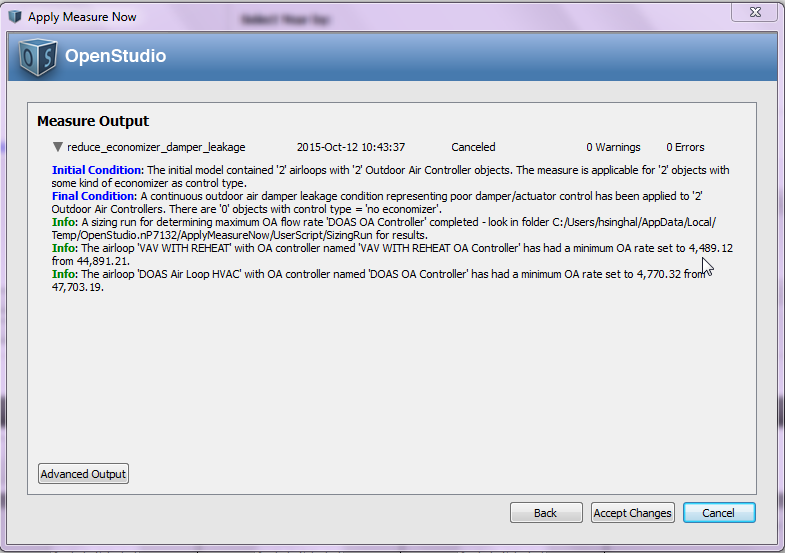 Apply Measure Now
OS OpenStudio
Measure Output
reduce_economizer_damper_leakage 2015-Oct-12 10:43:37 Canceled 0 Warnings 0 Errors
Initial Condition: The initial model contained '2' airloops with '2' Outdoor Air Controller objects. The measure is applicable for '2' objects with
some kind of economizer as control type.
Final Condition: A continuous outdoor air damper leakage condition representing poor damper/actuator control has been applied to '2'
Outdoor Air Controllers. There are '0' objects with control type = 'no economizer'.
Info: A sizing run for determining maximum OA flow rate 'DOAS OA Controller' completed - look in folder C:/Users/hsinghal/AppData/Local/
Temp/OpenStudio.nP7132/ApplyMeasureNow/UserScript/SizingRun for results.
Info: The airloop 'VAV WITH REHEAT' with OA controller named 'VAV WITH REHEAT OA Controller' has had a minimum OA rate set to 4,489.12
from 44,891.21.
Info: The airloop 'DOAS Air Loop HVAC' with OA controller named 'DOAS OA Controller' has had a minimum OA rate set to 4,770.32 from
47,703.19.
Advanced Output
Back Accept Changes Cancel